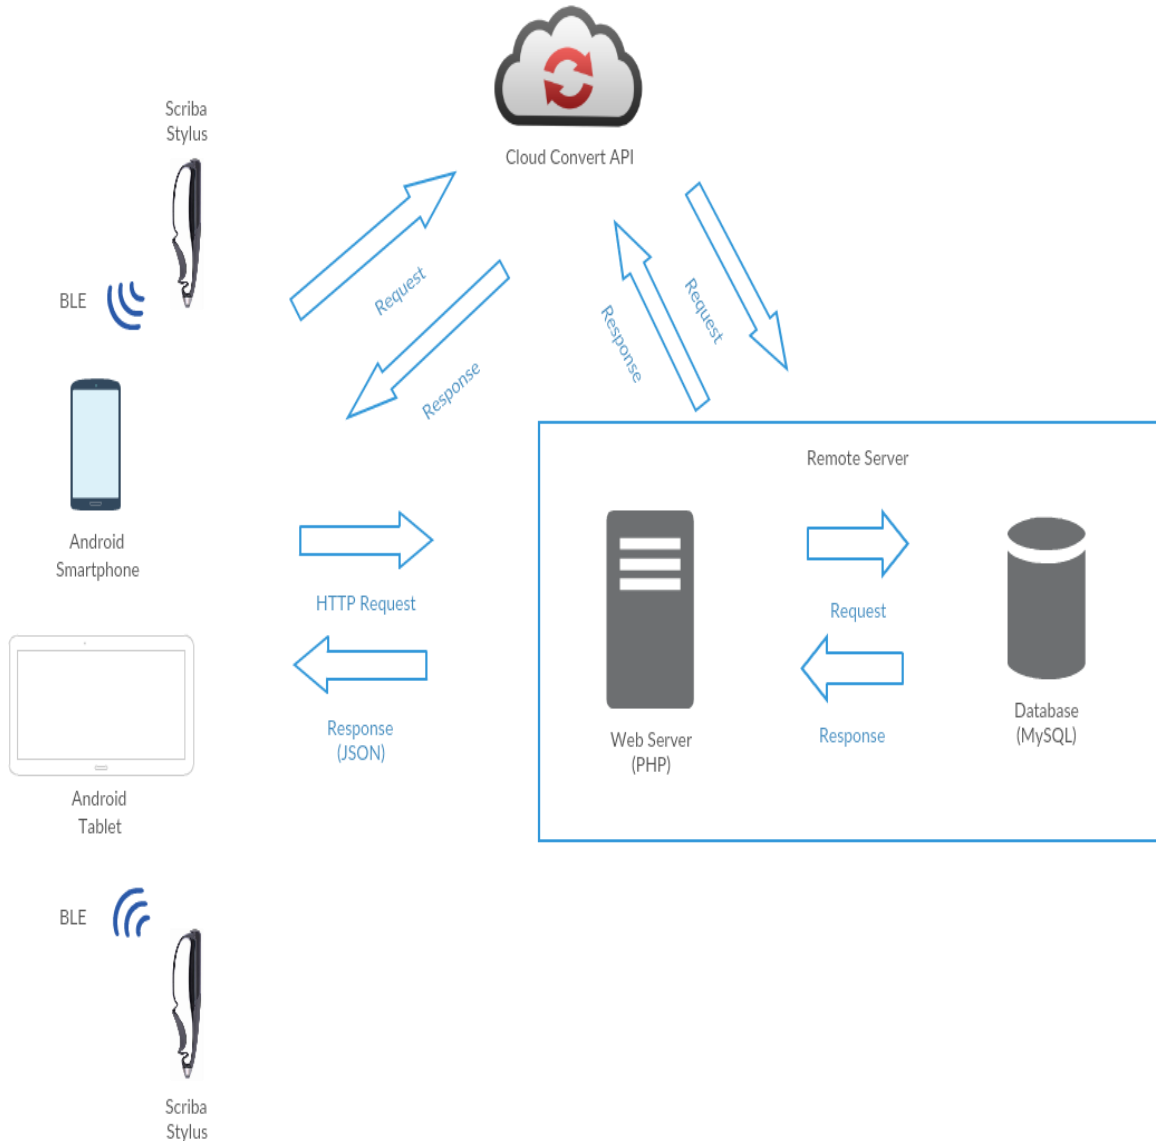 Cloud Convert API
Scriba
Stylus
BLE
Request
Response
Request
Response
Android
Smartphone
HTTP Request
Response
(JSON)
Remote Server
Web Server
(PHP)
Request
Response
Database
(MySQL)
Android
Tablet
BLE
Scriba
Stylus